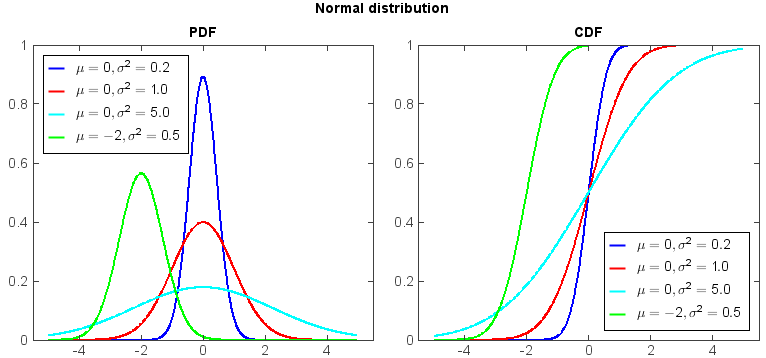 Normal distribution
PDF
CDF
1
0.8
0.6
0.4
0.2
0
−4
−2
0
2
4
μ = 0, σ² = 0.2
μ = 0, σ² = 1.0
μ = 0, σ² = 5.0
μ = −2, σ² = 0.5
1
0.8
0.6
0.4
0.2
0
−4
−2
0
2
4
μ = 0, σ² = 0.2
μ = 0, σ² = 1.0
μ = 0, σ² = 5.0
μ = −2, σ² = 0.5